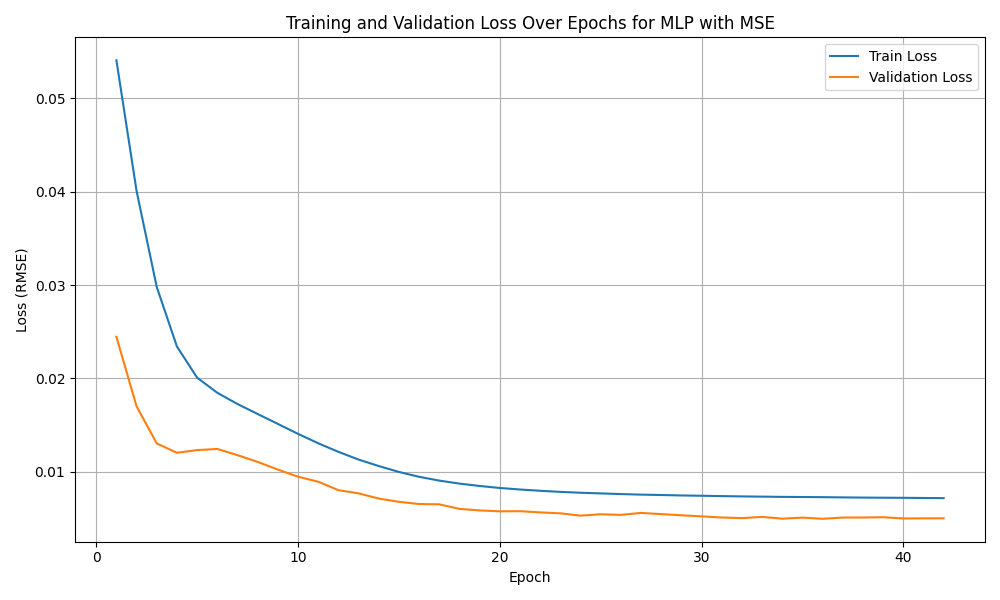 Training and Validation Loss Over Epochs for MLP with MSE
Train Loss
Validation Loss
0.05
0.04
0.03
0.02
0.01
Loss (RMSE)
0
10
20
30
40
Epoch